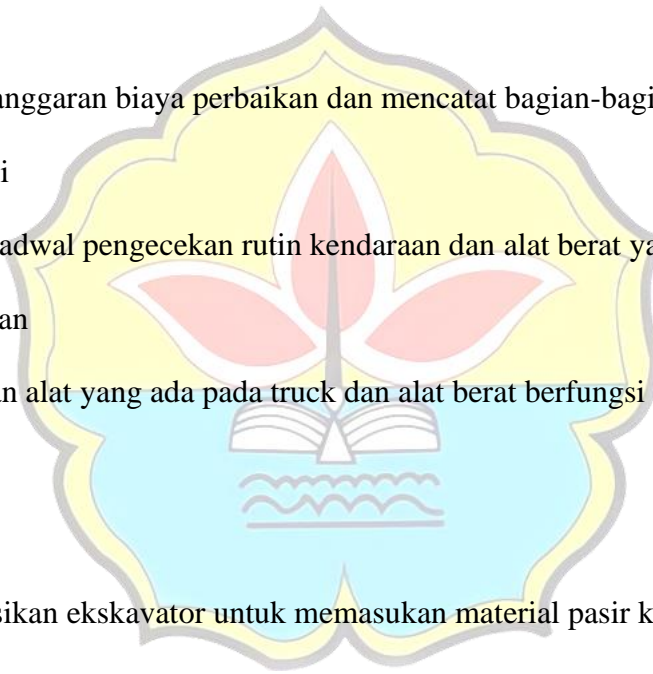 anggaran biaya perbaikan dan mencatat bagian-bagi
i
adwal pengecekan rutin kendaraan dan alat berat ya
an
n alat yang ada pada truck dan alat berat berfungsi
sikan ekskavator untuk memasukan material pasir k